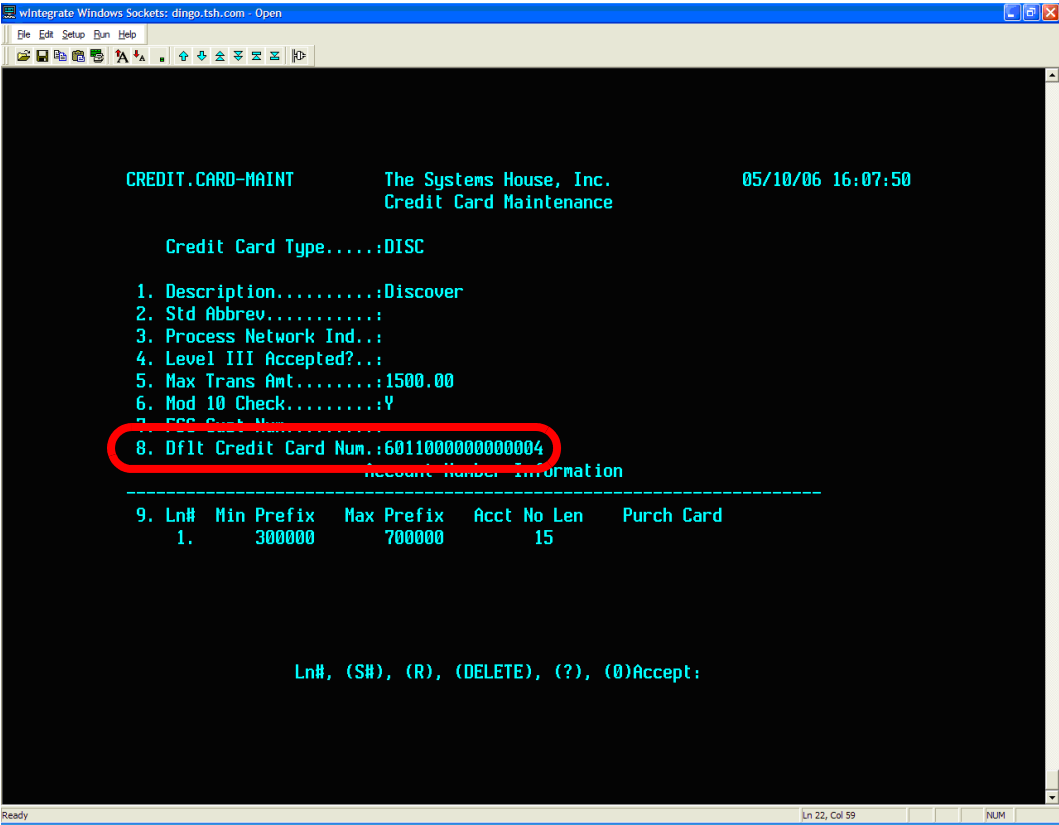 wIntegrate Windows Sockets: dingo.tsh.com - Open
File Edit Setup Run Help
CREDIT.CARD-MAINT The Systems House, Inc. 05/10/06 16:07:50
Credit Card Maintenance
Credit Card Type.....:DISC
1. Description..........:Discover
2. Std Abbrev...........:
3. Process Network Ind..:
4. Level III Accepted?..:
5. Max Trans Amt........:1500.00
6. Mod 10 Check.........:Y
8. Dflt Credit Card Num.:6011000000000004
Account Number Information
9. Ln# Min Prefix Max Prefix Acct No Len Purch Card
1. 300000 700000 15
Ln#, (S#), (R), (DELETE), (?), (0)Accept:
Ready Ln 22, Col 59 NUM